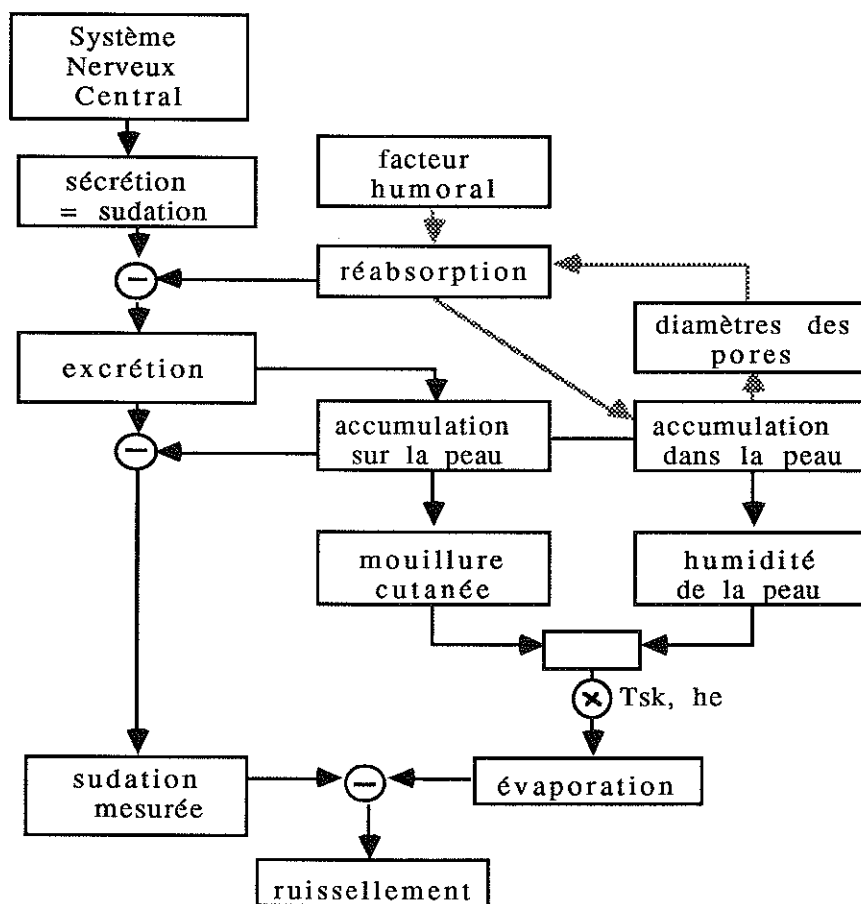 Système
Nerveux
Central
sécrétion
= sudation
facteur
humoral
réabsorption
diamètres des
pores
excrétion
accumulation
sur la peau
accumulation
dans la peau
mouillure
cutanée
humidité
de la peau
Tsk, he
sudation
mesurée
évaporation
ruissellement